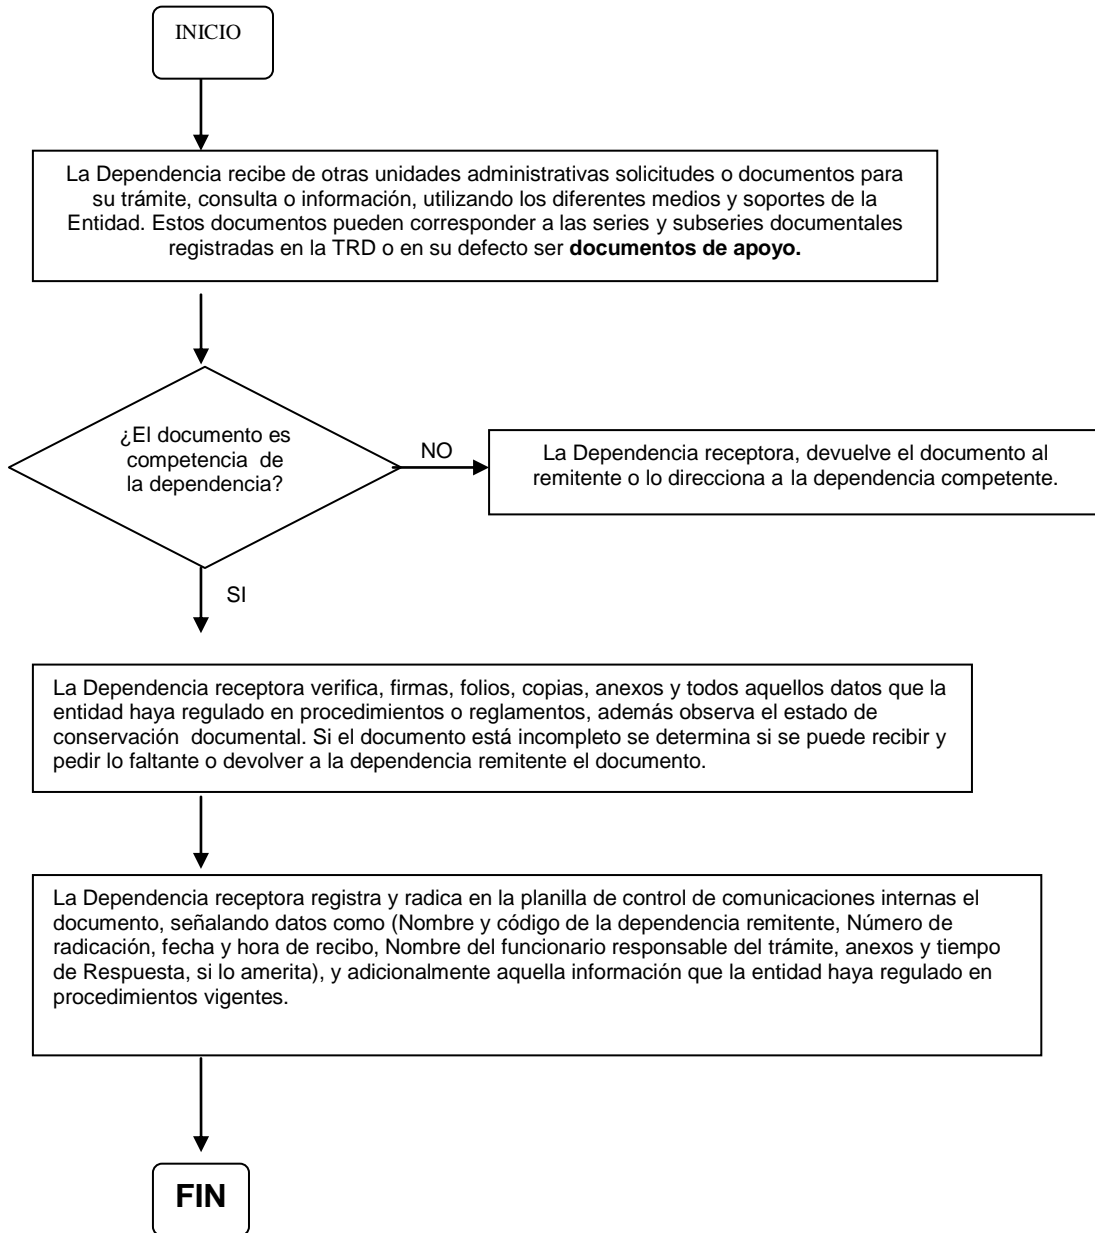 INICIO
La Dependencia recibe de otras unidades administrativas solicitudes o documentos para
su trámite, consulta o información, utilizando los diferentes medios y soportes de la
Entidad. Estos documentos pueden corresponder a las series y subseries documentales
registradas en la TRD o en su defecto ser documentos de apoyo.
¿El documento es
competencia de
la dependencia?
NO
La Dependencia receptora, devuelve el documento al
remitente o lo direcciona a la dependencia competente.
SI
La Dependencia receptora verifica, firmas, folios, copias, anexos y todos aquellos datos que la
entidad haya regulado en procedimientos o reglamentos, además observa el estado de
conservación documental. Si el documento está incompleto se determina si se puede recibir y
pedir lo faltante o devolver a la dependencia remitente el documento.
La Dependencia receptora registra y radica en la planilla de control de comunicaciones internas el
documento, señalando datos como (Nombre y código de la dependencia remitente, Número de
radicación, fecha y hora de recibo, Nombre del funcionario responsable del trámite, anexos y tiempo
de Respuesta, si lo amerita), y adicionalmente aquella información que la entidad haya regulado en
procedimientos vigentes.
FIN